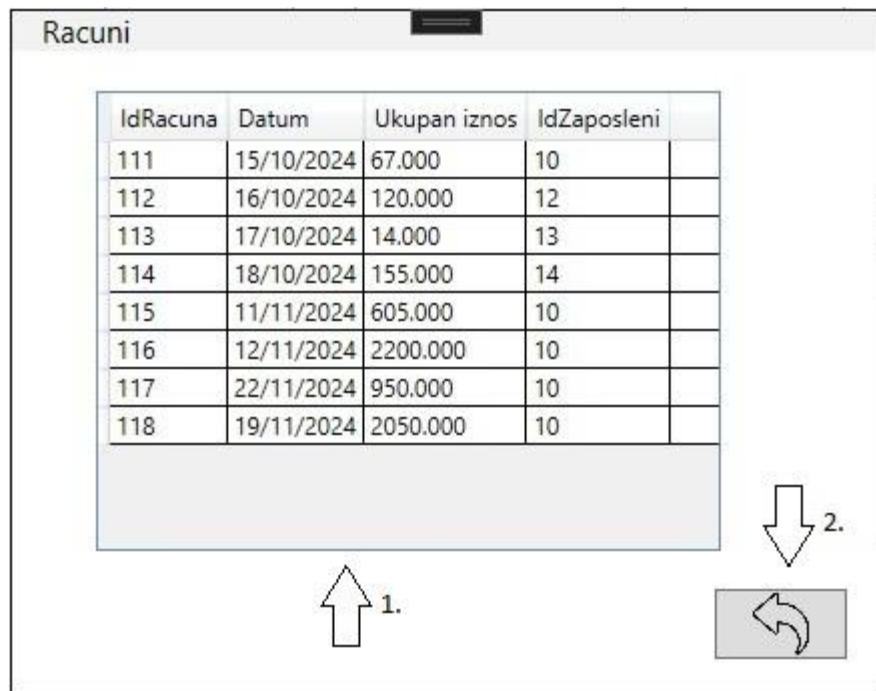 Racuni
IdRacuna Datum Ukupan iznos IdZaposleni
111 15/10/2024 67.000 10
112 16/10/2024 120.000 12
113 17/10/2024 14.000 13
114 18/10/2024 155.000 14
115 11/11/2024 605.000 10
116 12/11/2024 2200.000 10
117 22/11/2024 950.000 10
118 19/11/2024 2050.000 10
2.
1.